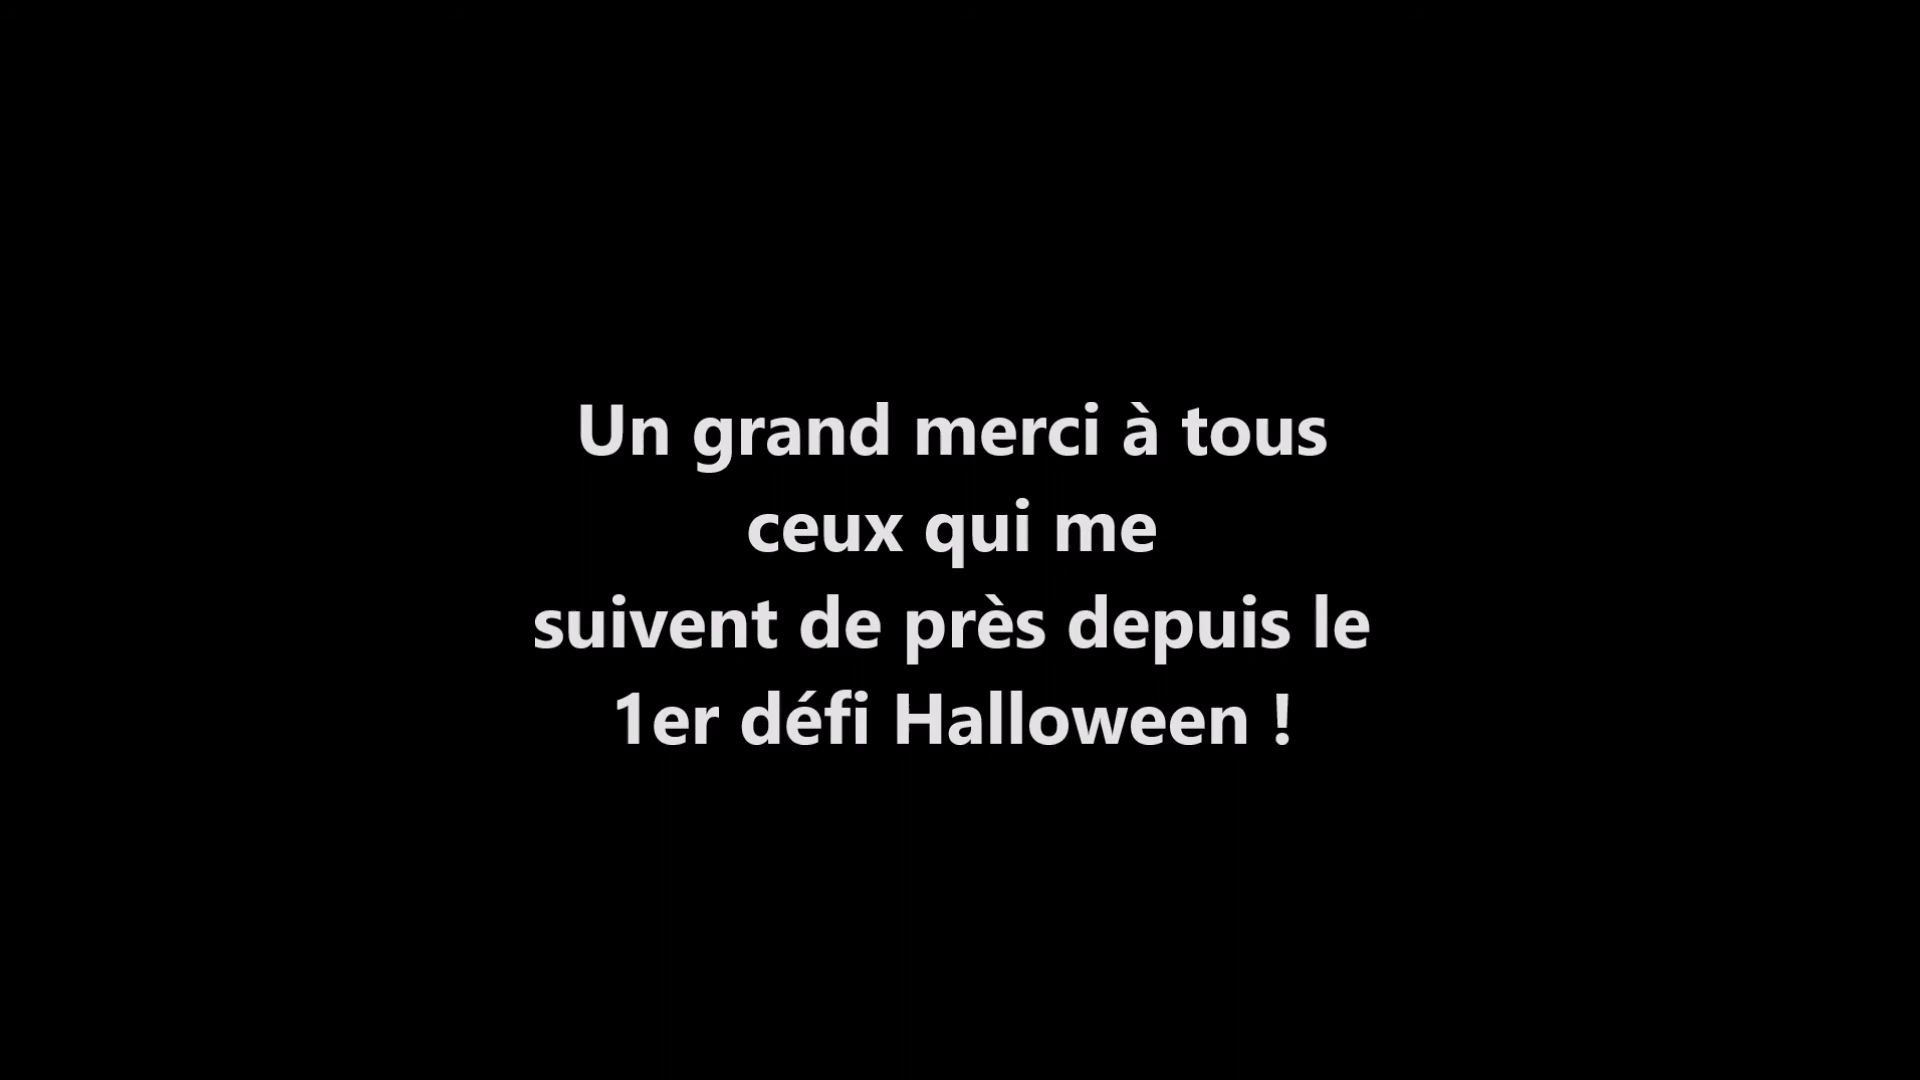 Un grand merci à tous
ceux qui me
suivent de près depuis le
1er défi Halloween !